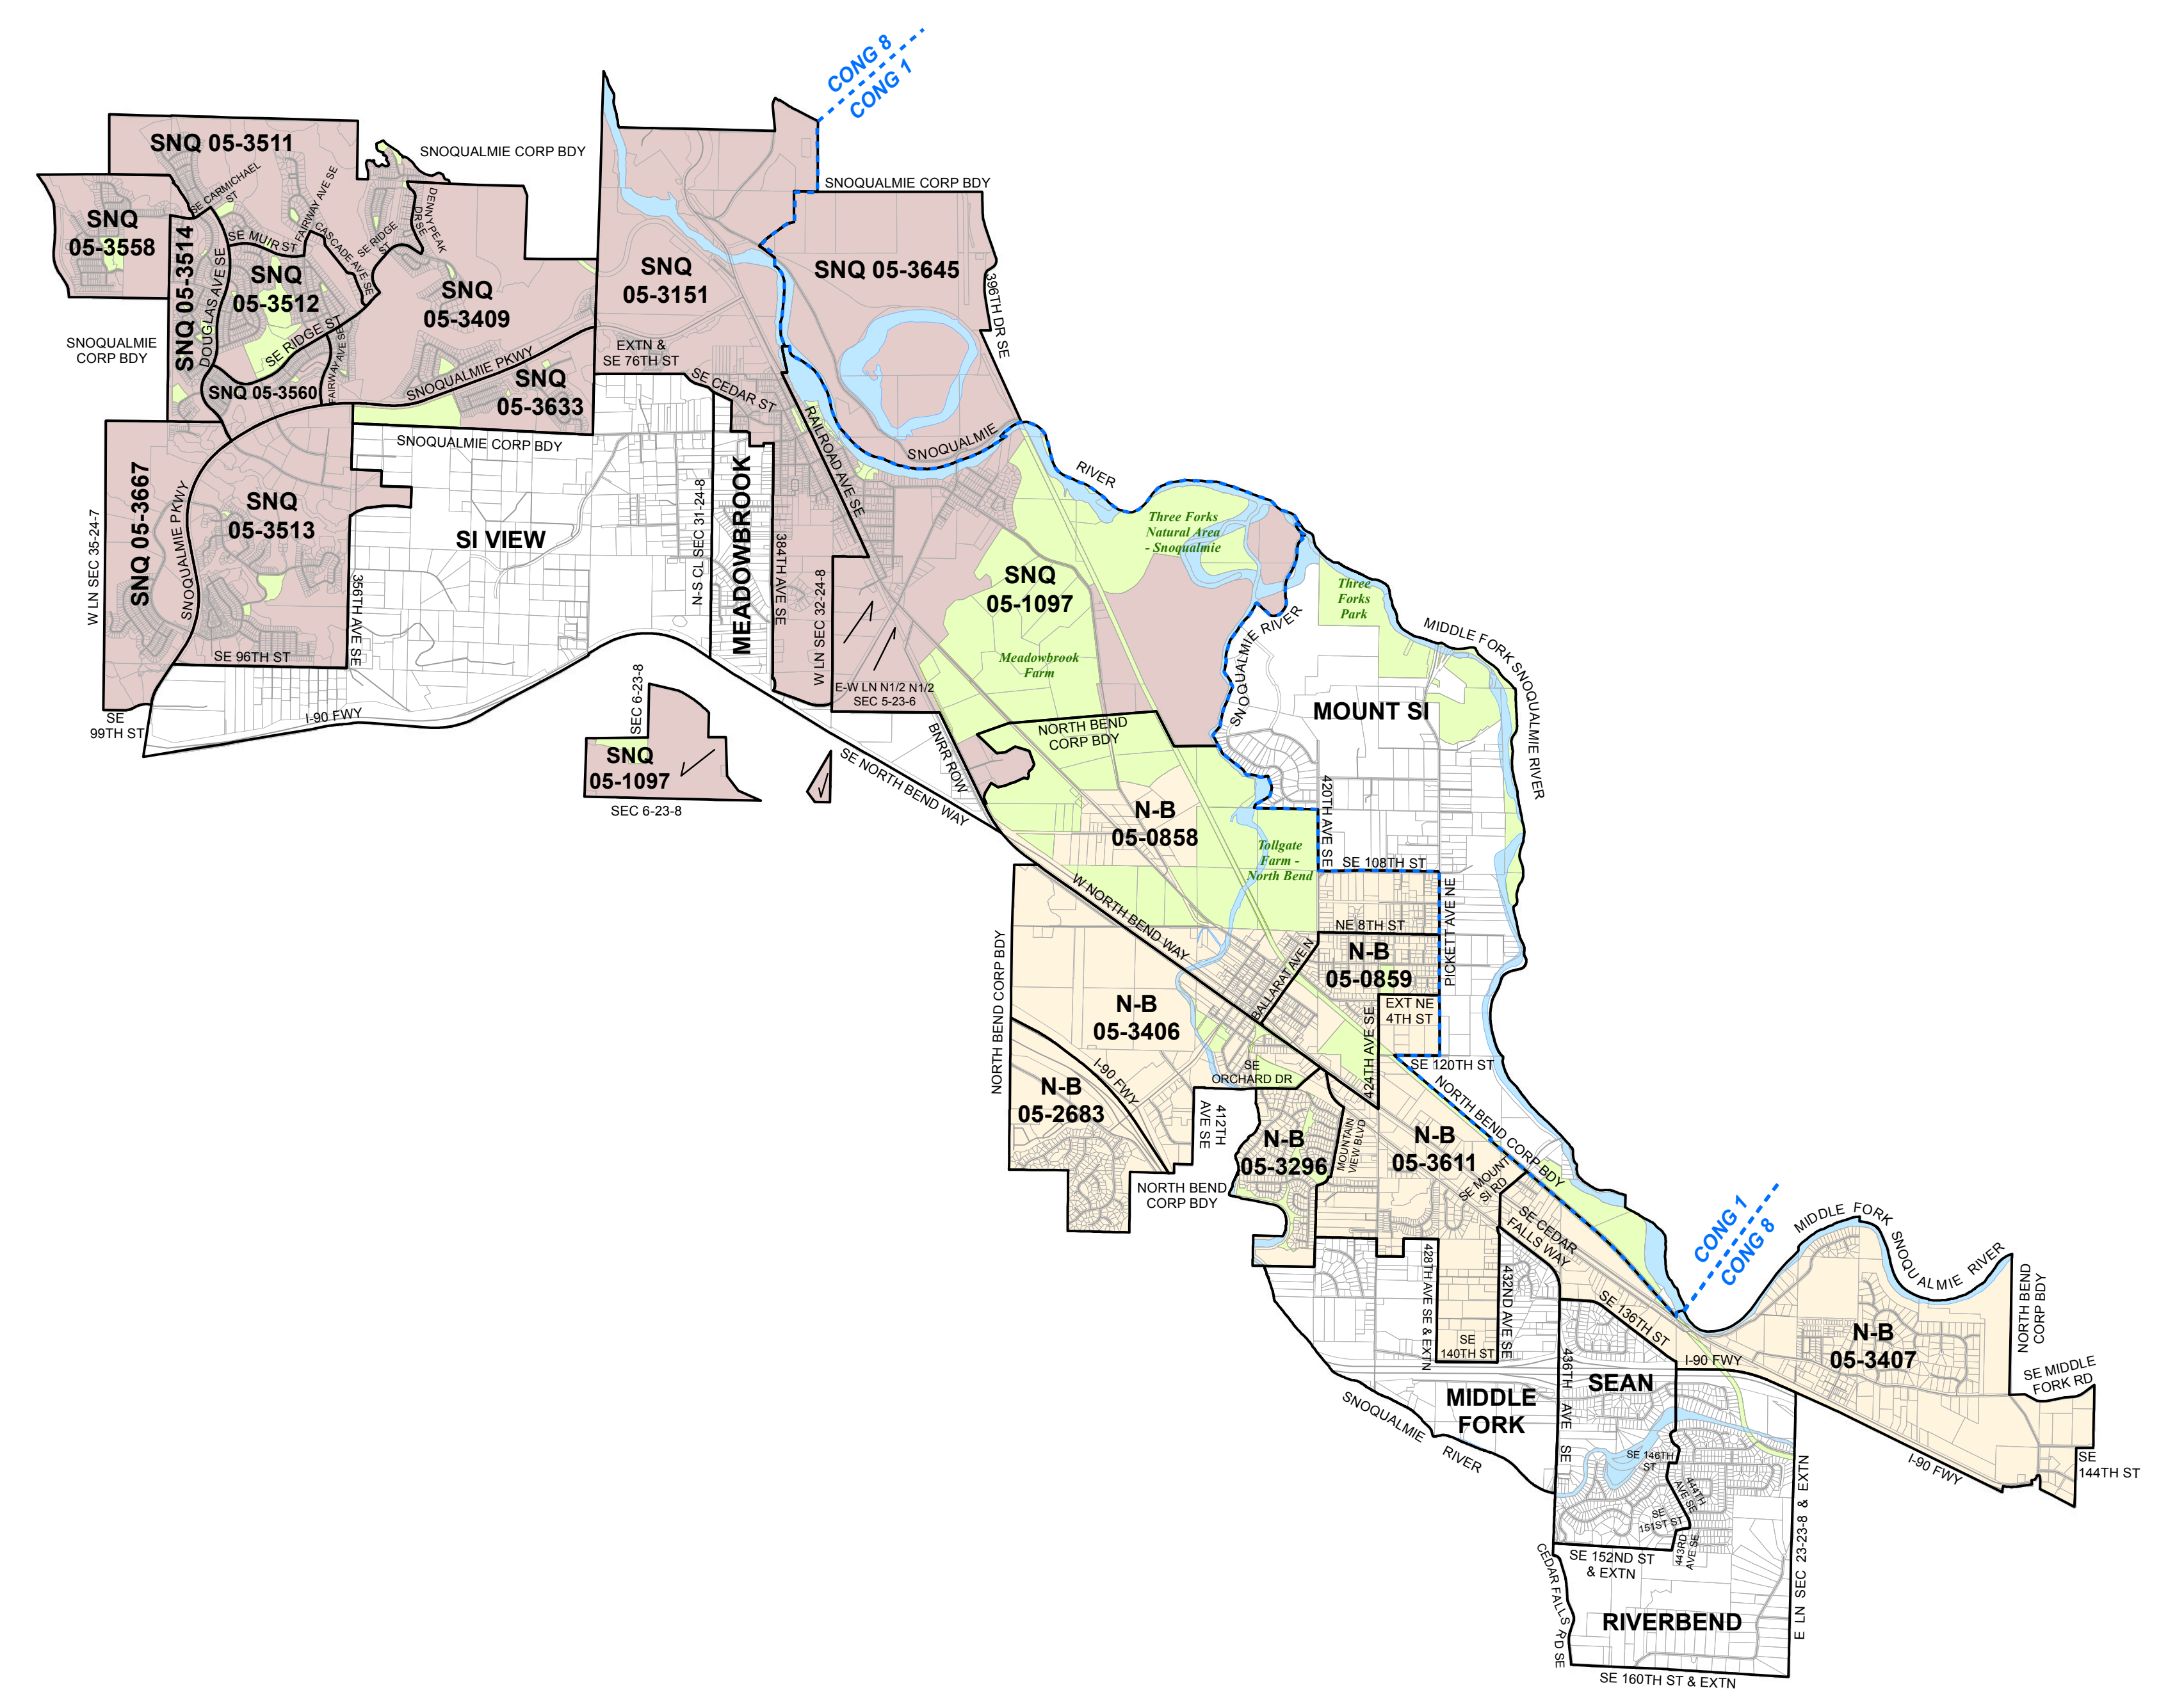 CONG 8
CONG 1
SNQ 05-3511
SNOQUALMIE CORP BDY
SNOQUALMIE CORP BDY
SE CARMICHAEL
ST
FAIRWAY AVE SE
DENNY PEAK
DR SE
SNQ
05-3558
SNQ 05-3514
SE MUIR ST
CASCADE AVE SE
SE RIDGE
ST
DOUGLAS AVE SE
SNQ
05-3512
SNQ
05-3409
SNQ
05-3151
SNQ 05-3645
396TH DR SE
SNOQUALMIE
CORP BDY
SE RIDGE ST
FAIRWAY AVE SE
SNQ 05-3560
SNOQUALMIE PKWY
SNQ
05-3633
EXTN &
SE 76TH ST
SE CEDAR ST
RAILROAD AVE SE
SNOQUALMIE
RIVER
SNOQUALMIE CORP BDY
W LN SEC 35-24-7
SNQ 05-3667
SNOQUALMIE PKWY
SNQ
05-3513
SI VIEW
N-S CL SEC 31-24-8
MEADOWBROOK
384TH AVE SE
W LN SEC 32-24-8
356TH AVE SE
SE 96TH ST
SE
99TH ST
I-90 FWY
SNQ
05-1097
Three Forks
Natural Area
- Snoqualmie
Three
Forks
Park
Meadowbrook
Farm
SNOQUALMIE RIVER
MIDDLE FORK SNOQUALMIE RIVER
MOUNT SI
E-W LN N1/2 N1/2
SEC 5-23-6
SEC 6-23-8
SNQ
05-1097
SEC 6-23-8
SE NORTH BEND WAY
BNRR ROW
NORTH BEND
CORP BDY
N-B
05-0858
420TH AVE SE
Tollgate
Farm -
North Bend
SE 108TH ST
W NORTH BEND WAY
NE 8TH ST
PICKETT AVE NE
N-B
05-0859
BALLARAT AVE N
EXT NE
4TH ST
NORTH BEND CORP BDY
N-B
05-3406
424TH AVE SE
SE 120TH ST
I-90 FWY
N-B
05-2683
SE
ORCHARD DR
412TH
AVE SE
NORTH BEND CORP BDY
N-B
05-3296
MOUNTAIN
VIEW BLVD
N-B
05-3611
SE MOUNT
SI RD
NORTH BEND
CORP BDY
SE CEDAR
FALLS WAY
CONG 1
CONG 8
MIDDLE FORK SNOQUALMIE RIVER
NORTH BEND
CORP BDY
428TH AVE SE & EXTN
432ND AVE SE
SE
140TH ST
SE 136TH ST
N-B
05-3407
I-90 FWY
SE MIDDLE
FORK RD
436TH AVE SE
SEAN
MIDDLE
FORK
SNOQUALMIE RIVER
SE 146TH
ST
444TH
AVE SE
SE
151ST ST
443RD
AVE SE
I-90 FWY
SE
144TH ST
SE 152ND ST
& EXTN
CEDAR FALLS RD SE
E LN SEC 23-23-8 & EXTN
RIVERBEND
SE 160TH ST & EXTN